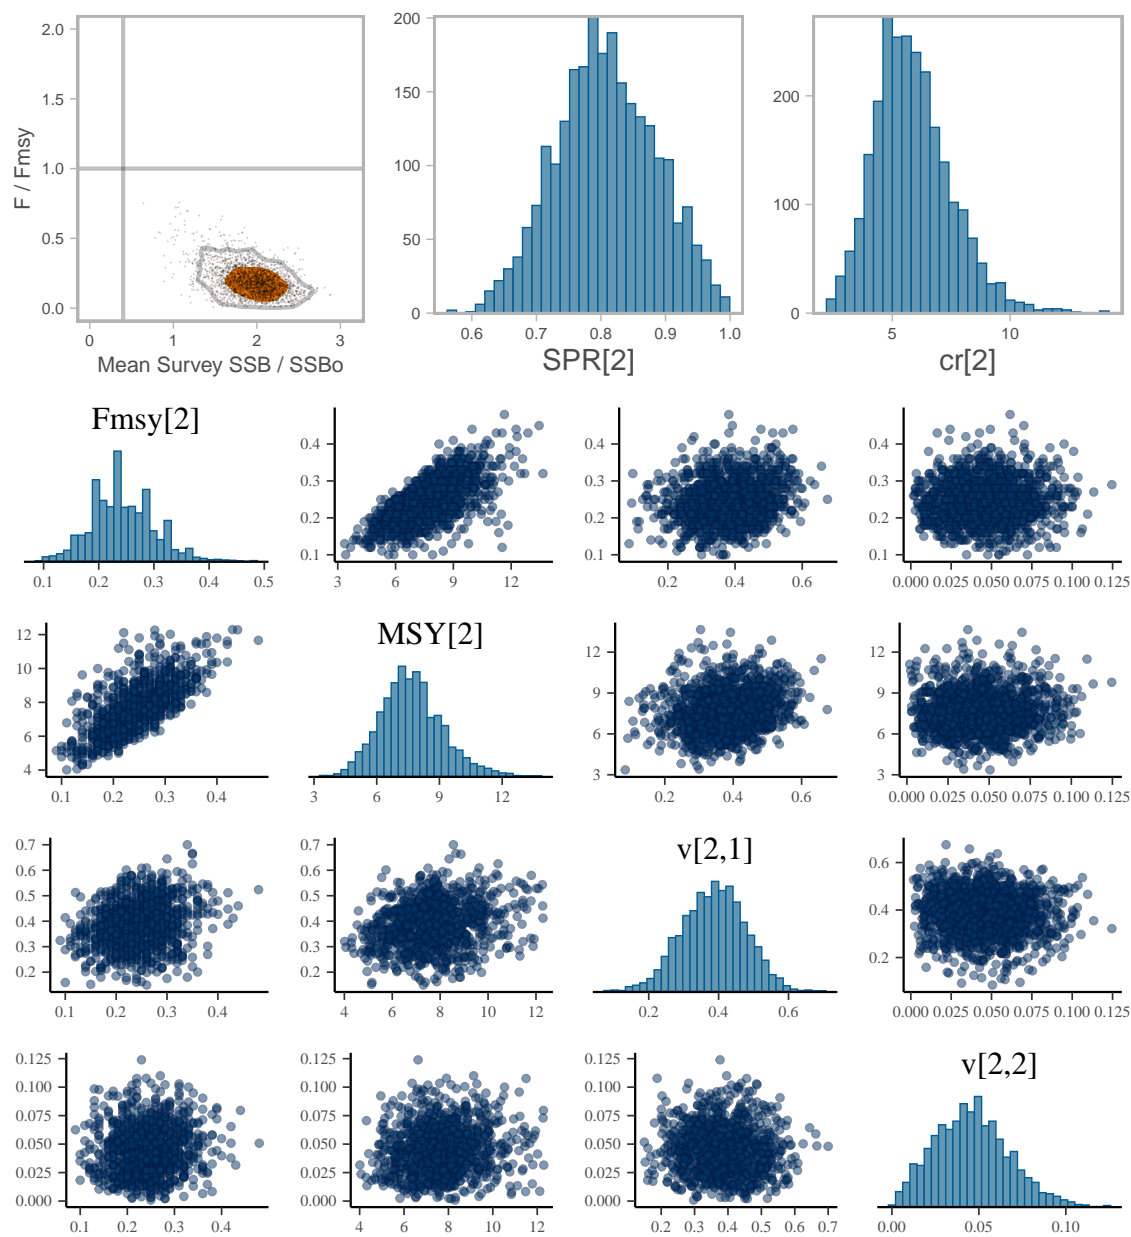 2.0
1.5
1.0
0.5
0.0
F / Fmsy
0 1 2 3
Mean Survey SSB / SSBo
200
150
100
50
0
0.6 0.7 0.8 0.9 1.0
SPR[2]
200
100
0
5 10
cr[2]
Fmsy[2]
0.1 0.2 0.3 0.4 0.5
0.4
0.3
0.2
0.1
3 6 9 12
0.4
0.3
0.2
0.1
0.2 0.4 0.6
0.4
0.3
0.2
0.1
0.000 0.025 0.050 0.075 0.100 0.125
12
10
8
6
4
0.1 0.2 0.3 0.4
MSY[2]
3 6 9 12
12
9
6
3
0.2 0.4 0.6
12
9
6
3
0.000 0.025 0.050 0.075 0.100 0.125
0.7
0.6
0.5
0.4
0.3
0.2
0.1 0.2 0.3 0.4
0.7
0.6
0.5
0.4
0.3
0.2
4 6 8 10 12
v[2,1]
0.2 0.4 0.6
0.6
0.4
0.2
0.000 0.025 0.050 0.075 0.100 0.125
0.125
0.100
0.075
0.050
0.025
0.000
0.1 0.2 0.3 0.4
0.125
0.100
0.075
0.050
0.025
0.000
4 6 8 10 12
0.125
0.100
0.075
0.050
0.025
0.000
0.2 0.3 0.4 0.5 0.6 0.7
v[2,2]
0.00 0.05 0.10